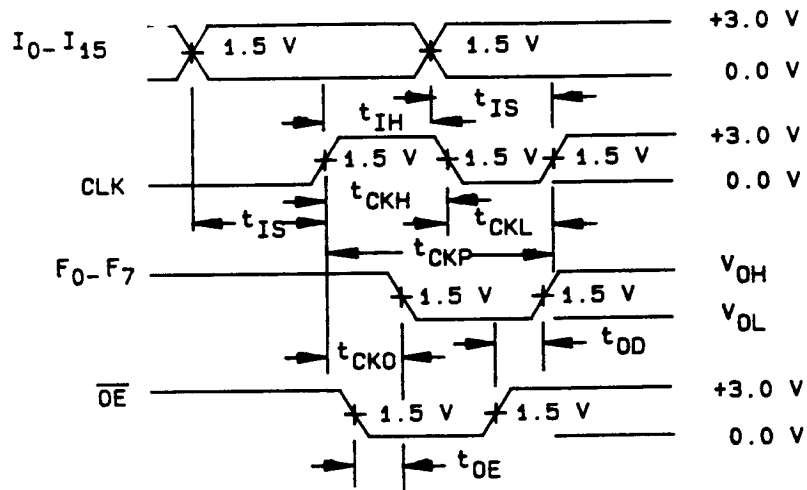 I0-I15 1.5 V 1.5 V +3.0 V
0.0 V
tIH tIS
CLK 1.5 V 1.5 V 1.5 V +3.0 V
0.0 V
tIS tCKH tCKL
tCKP
F0-F7 1.5 V 1.5 V VOH
VOL
tCKO tOD
OE 1.5 V 1.5 V +3.0 V
0.0 V
tOE